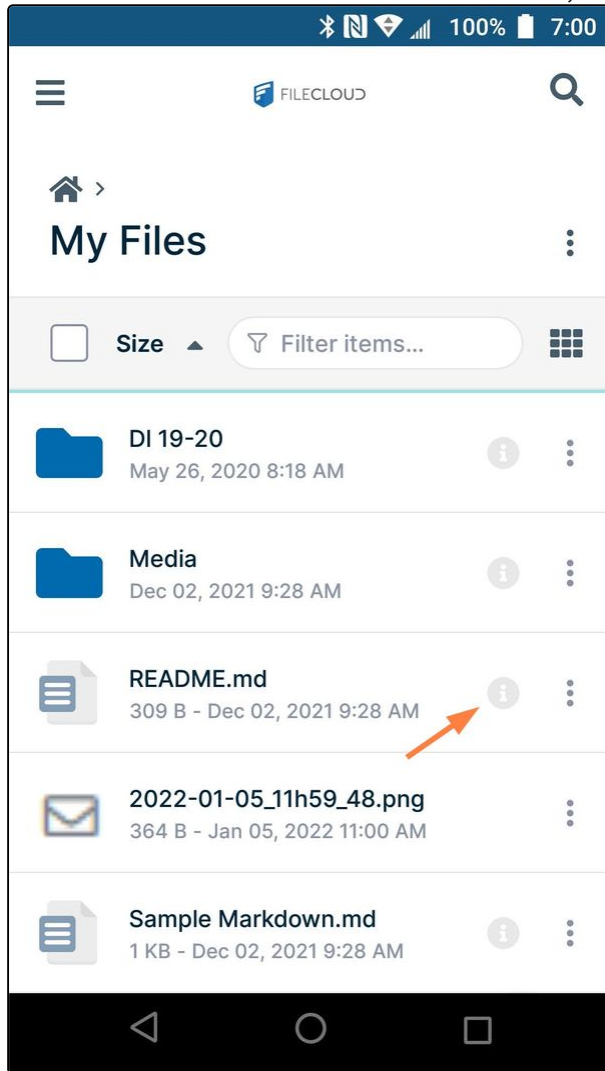 100% 7:00
FILECLOUD
My Files
Size Filter items...
DI 19-20
May 26, 2020 8:18 AM
Media
Dec 02, 2021 9:28 AM
README.md
309 B - Dec 02, 2021 9:28 AM
2022-01-05_11h59_48.png
364 B - Jan 05, 2022 11:00 AM
Sample Markdown.md
1 KB - Dec 02, 2021 9:28 AM